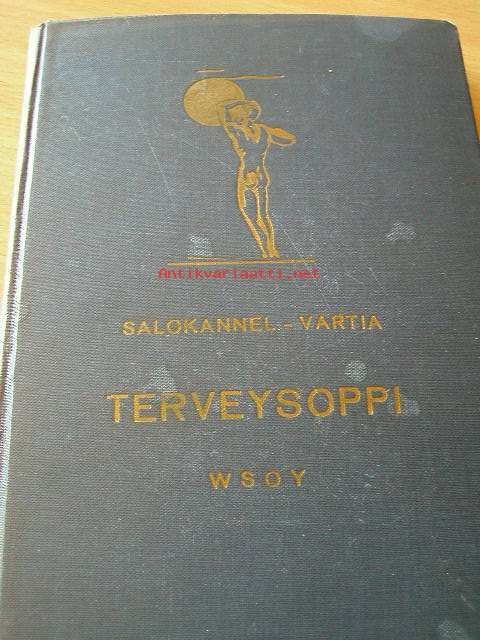 Antikvariaatti.net
SALOKANNEL - VARTIA
TERVEYSOPPI
WSOY